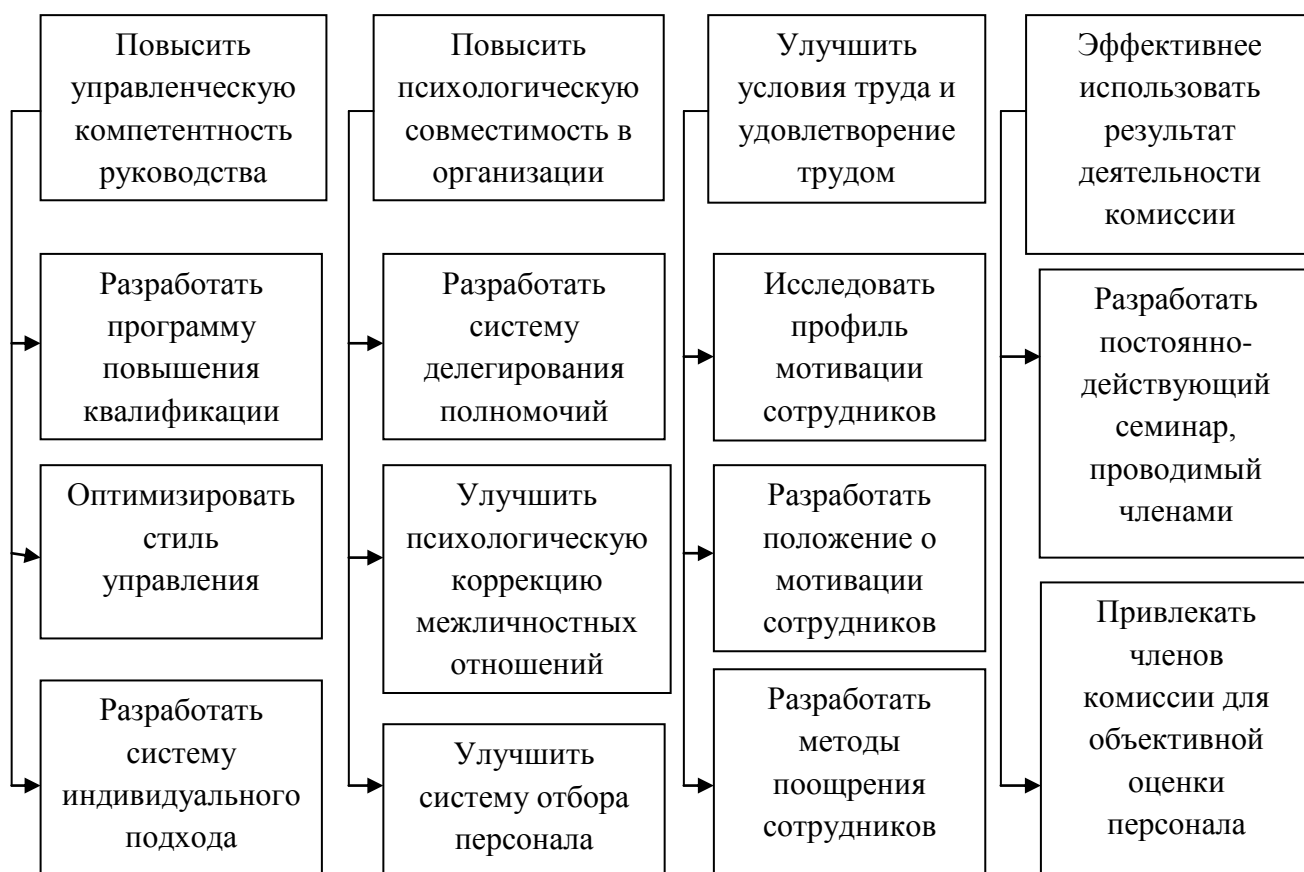 Повысить
управленческую
компетентность
руководства
Разработать
программу
повышения
квалификации
Оптимизировать
стиль
управления
Разработать
систему
индивидуального
подхода
Повысить
психологическую
совместимость в
организации
Разработать
систему
делегирования
полномочий
Улучшить
психологическую
коррекцию
межличностных
отношений
Улучшить
систему отбора
персонала
Улучшить
условия труда и
удовлетворение
трудом
Исследовать
профиль
мотивации
сотрудников
Разработать
положение о
мотивации
сотрудников
Разработать
методы
поощрения
сотрудников
Эффективнее
использовать
результат
деятельности
комиссии
Разработать
постоянно-
действующий
семинар,
проводимый
членами
Привлекать
членов
комиссии для
объективной
оценки
персонала